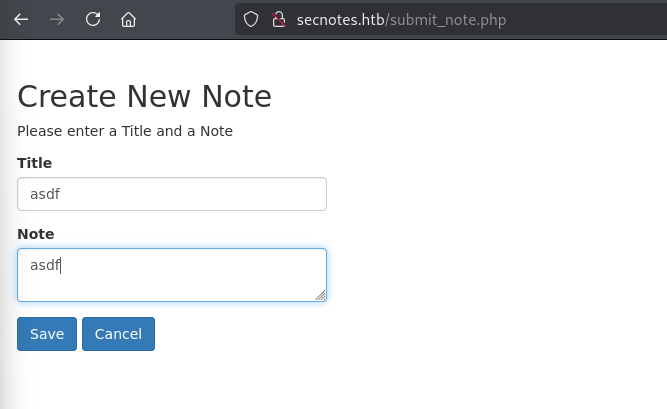 secnotes.htb/submit_note.php
Create New Note
Please enter a Title and a Note
Title
asdf
Note
asdf
Save Cancel